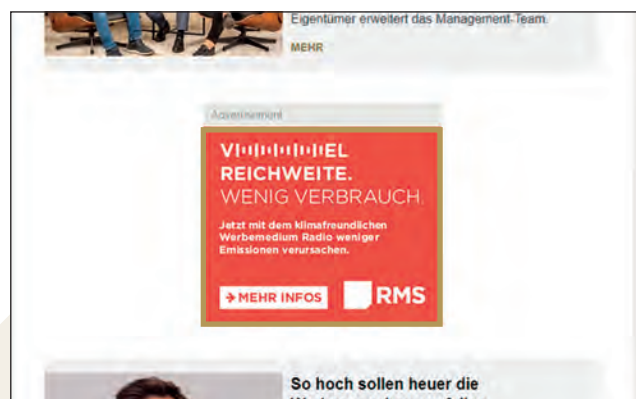 Eigentümer erweitert das Management-Team.
MEHR
Advertisement
VIEL
REICHWEITE.
WENIG VERBRAUCH.
Jetzt mit dem klimafreundlichen
Werbemedium Radio weniger
Emissionen verursachen.
→ MEHR INFOS
RMS
So hoch sollen heuer die